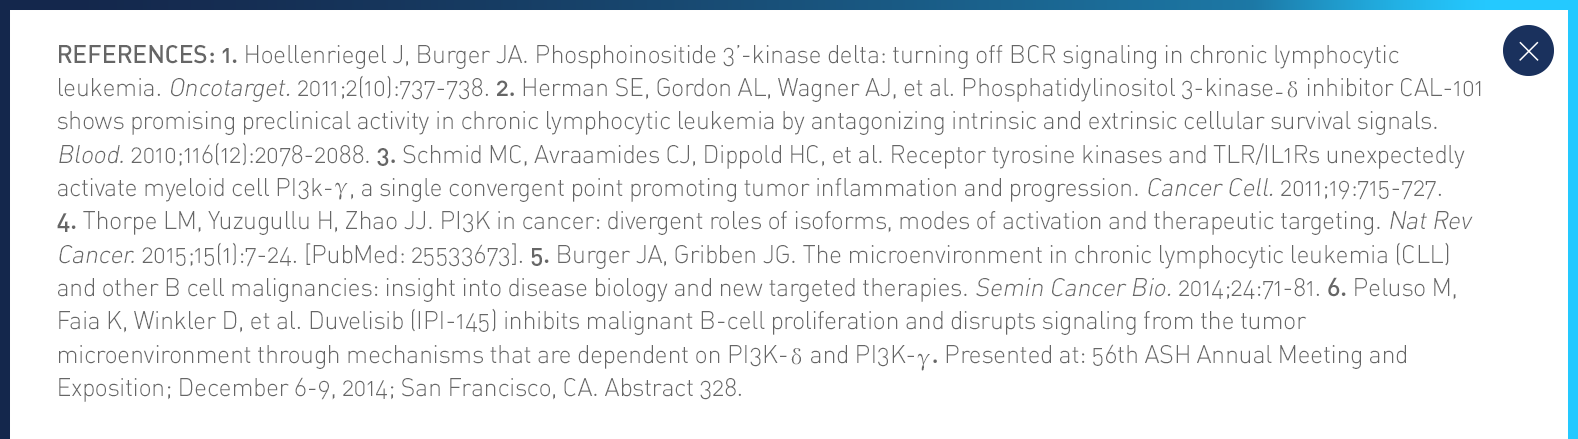 REFERENCES: 1. Hoellenriegel J, Burger JA. Phosphoinositide 3'-kinase delta: turning off BCR signaling in chronic lymphocytic
leukemia. Oncotarget. 2011;2(10):737-738. 2. Herman SE, Gordon AL, Wagner AJ, et al. Phosphatidylinositol 3-kinase-δ inhibitor CAL-101
shows promising preclinical activity in chronic lymphocytic leukemia by antagonizing intrinsic and extrinsic cellular survival signals.
Blood. 2010;116(12):2078-2088. 3. Schmid MC, Avraamides CJ, Dippold HC, et al. Receptor tyrosine kinases and TLR/IL1Rs unexpectedly
activate myeloid cell PI3k-γ, a single convergent point promoting tumor inflammation and progression. Cancer Cell. 2011;19:715-727.
4. Thorpe LM, Yuzugullu H, Zhao JJ. PI3K in cancer: divergent roles of isoforms, modes of activation and therapeutic targeting. Nat Rev
Cancer. 2015;15(1):7-24. [PubMed: 25533673]. 5. Burger JA, Gribben JG. The microenvironment in chronic lymphocytic leukemia (CLL)
and other B cell malignancies: insight into disease biology and new targeted therapies. Semin Cancer Bio. 2014;24:71-81. 6. Peluso M,
Faia K, Winkler D, et al. Duvelisib (IPI-145) inhibits malignant B-cell proliferation and disrupts signaling from the tumor
microenvironment through mechanisms that are dependent on PI3K-δ and PI3K-γ. Presented at: 56th ASH Annual Meeting and
Exposition; December 6-9, 2014; San Francisco, CA. Abstract 328.